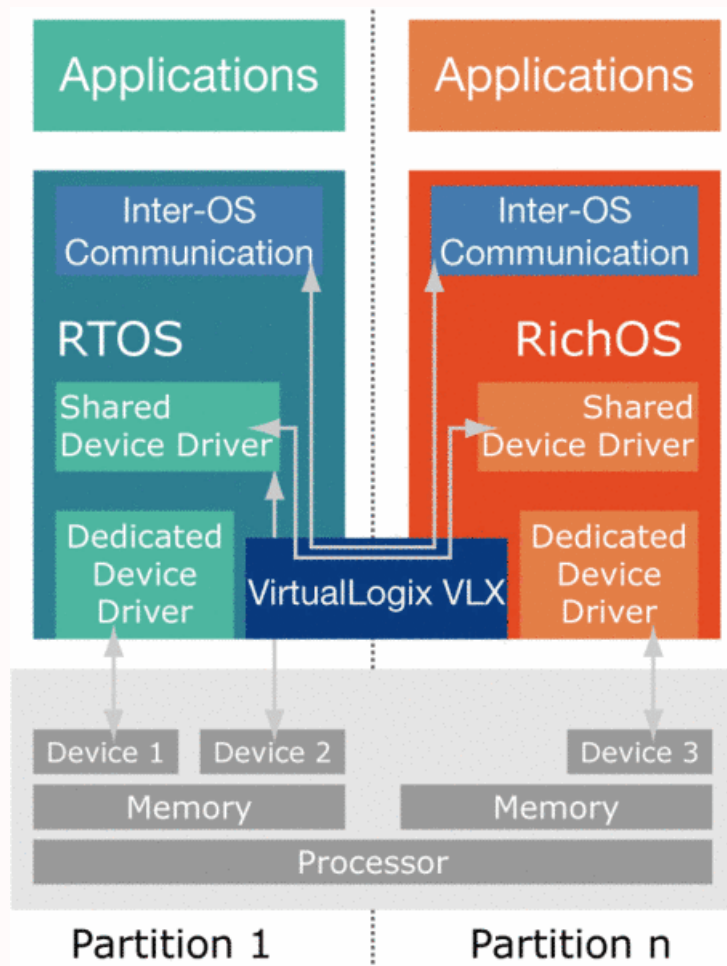 Applications
Applications
Inter-OS
Communication
Inter-OS
Communication
RTOS
RichOS
Shared
Device Driver
Shared
Device Driver
Dedicated
Device
Driver
VirtualLogix VLX
Dedicated
Device
Driver
Device 1
Device 2
Device 3
Memory
Memory
Processor
Partition 1
Partition n